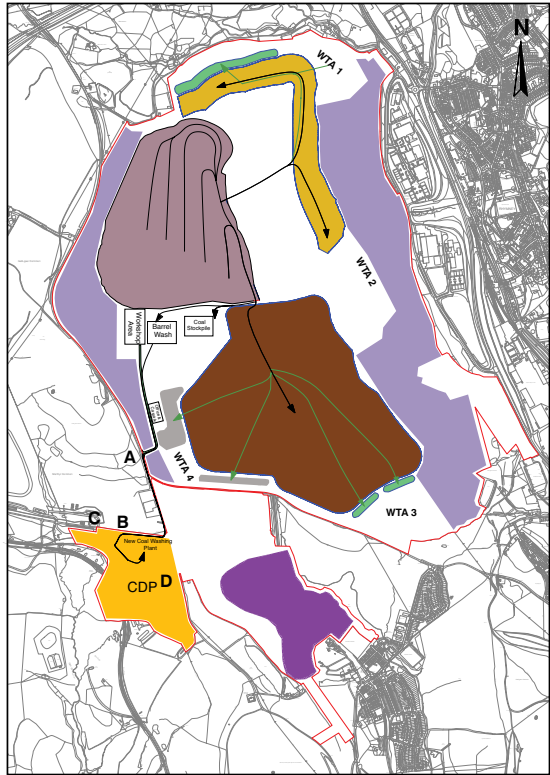 N
WTA 1
WTA 2
Workshop
Area
Barrel
Wash
Coal
Stockpile
A
WTA 4
WTA 3
C
B
New Coal Washing
Plant
CDP
D